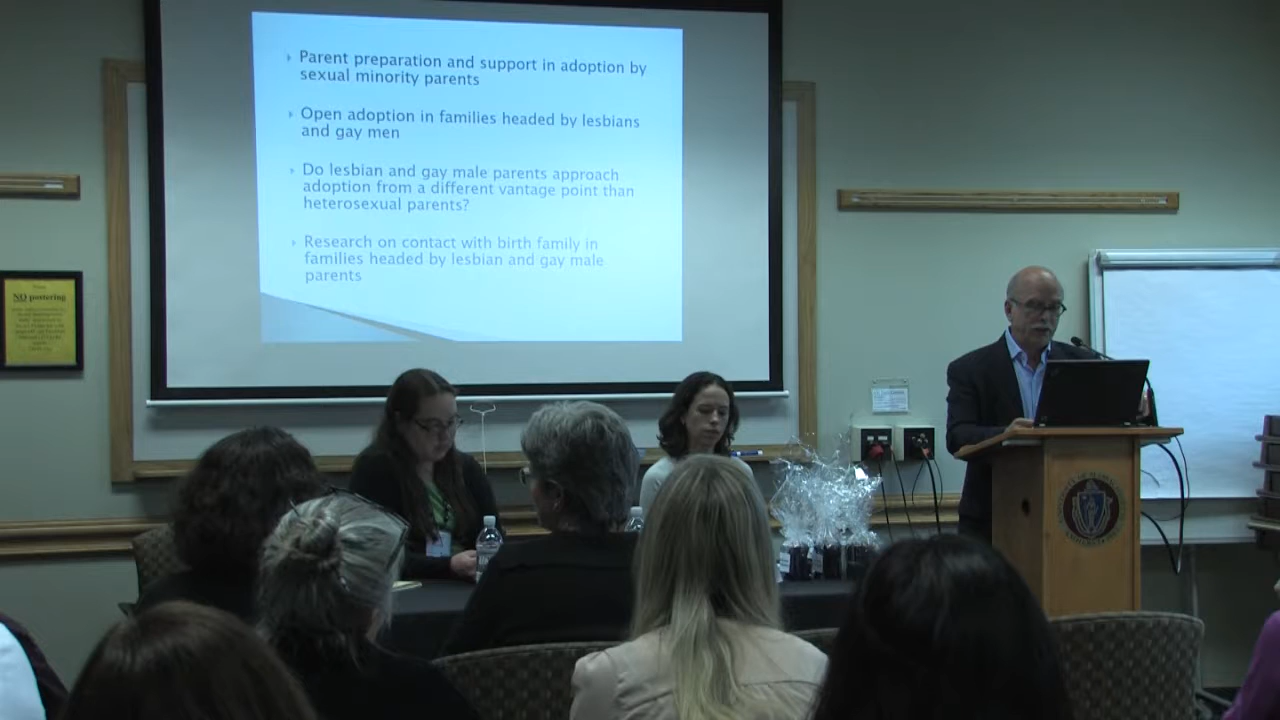 Parent preparation and support in adoption by
sexual minority parents
Open adoption in families headed by lesbians
and gay men
Do lesbian and gay male parents approach
adoption from a different vantage point than
heterosexual parents?
Research on contact with birth family in
families headed by lesbian and gay male
parents
NO postering